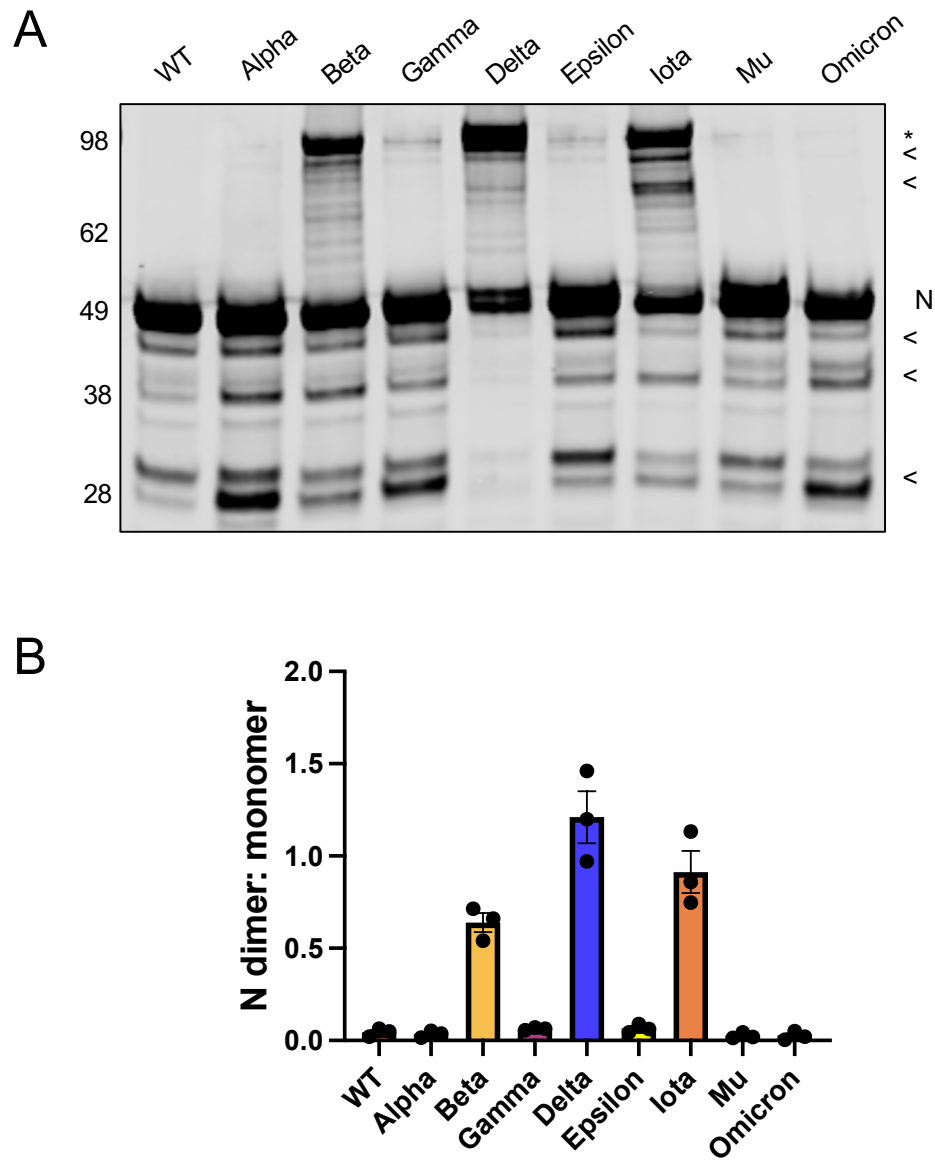 A
WT Alpha Beta Gamma Delta Epsilon Iota Mu Omicron
98 *
<
<
62
49 N
<
38 <
28 <
B
2.0
1.5
1.0
0.5
0.0
N dimer: monomer
WT Alpha Beta Gamma Delta Epsilon Iota Mu Omicron